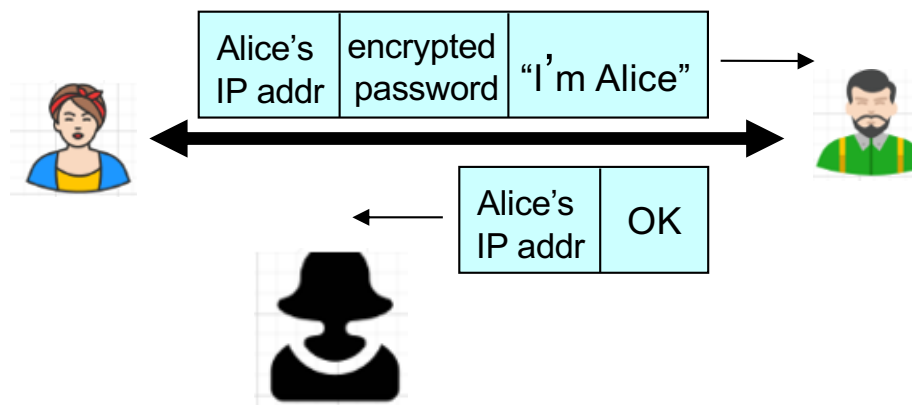 Alice’s
IP addr
encrypted
password
“I’m Alice”
Alice’s
IP addr
OK